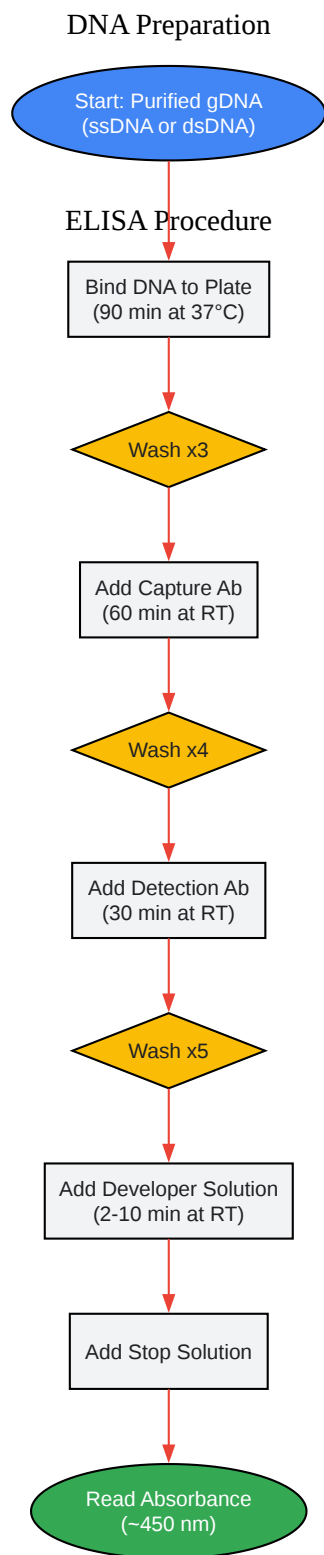 DNA Preparation
Start: Purified gDNA
(ssDNA or dsDNA)
ELISA Procedure
Bind DNA to Plate
(90 min at 37°C)
Wash x3
Add Capture Ab
(60 min at RT)
Wash x4
Add Detection Ab
(30 min at RT)
Wash x5
Add Developer Solution
(2-10 min at RT)
Add Stop Solution
Read Absorbance
(~450 nm)